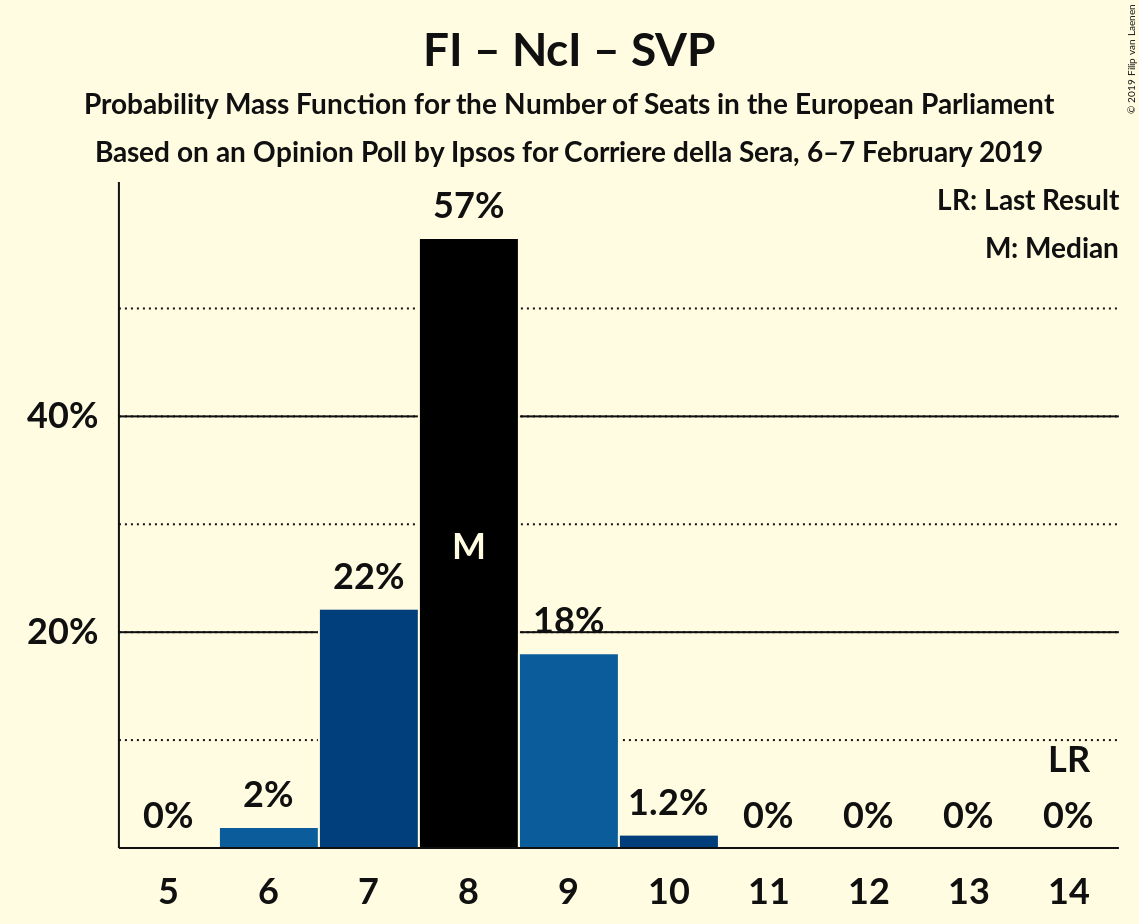 FI – NcI – SVP
Probability Mass Function for the Number of Seats in the European Parliament
Based on an Opinion Poll by Ipsos for Corriere della Sera, 6–7 February 2019
© 2019 Filip van Laenen
LR: Last Result
M: Median
57%
40%
M
22%
18%
20%
LR
2%
1.2%
0%
0%
0%
0%
0%
5 6 7 8 9 10 11 12 13 14